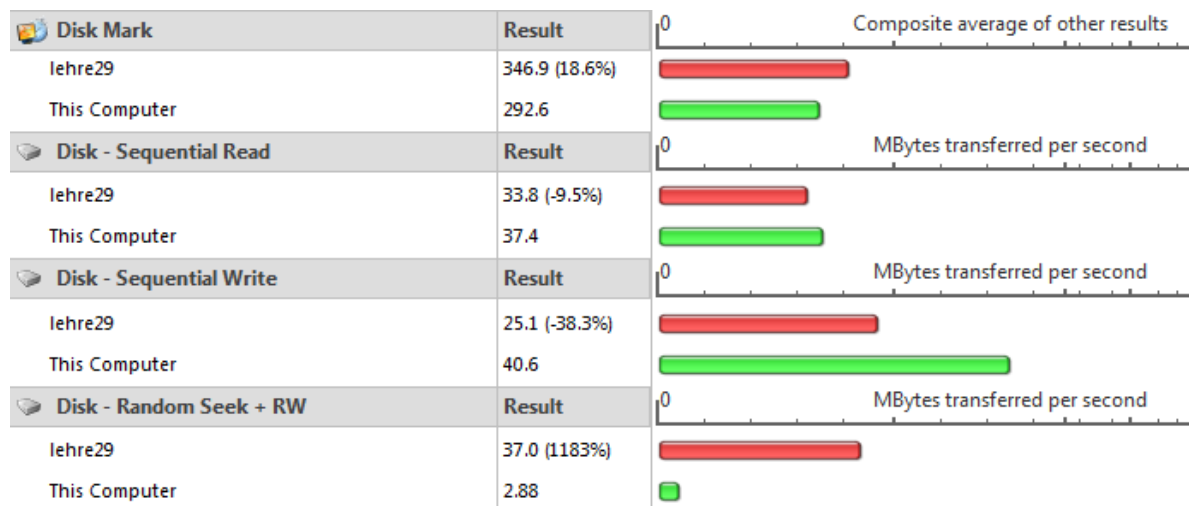 Disk Mark Result 0 Composite average of other results
lehre29 346.9 (18.6%)
This Computer 292.6
Disk - Sequential Read Result 0 MBytes transferred per second
lehre29 33.8 (-9.5%)
This Computer 37.4
Disk - Sequential Write Result 0 MBytes transferred per second
lehre29 25.1 (-38.3%)
This Computer 40.6
Disk - Random Seek + RW Result 0 MBytes transferred per second
lehre29 37.0 (1183%)
This Computer 2.88